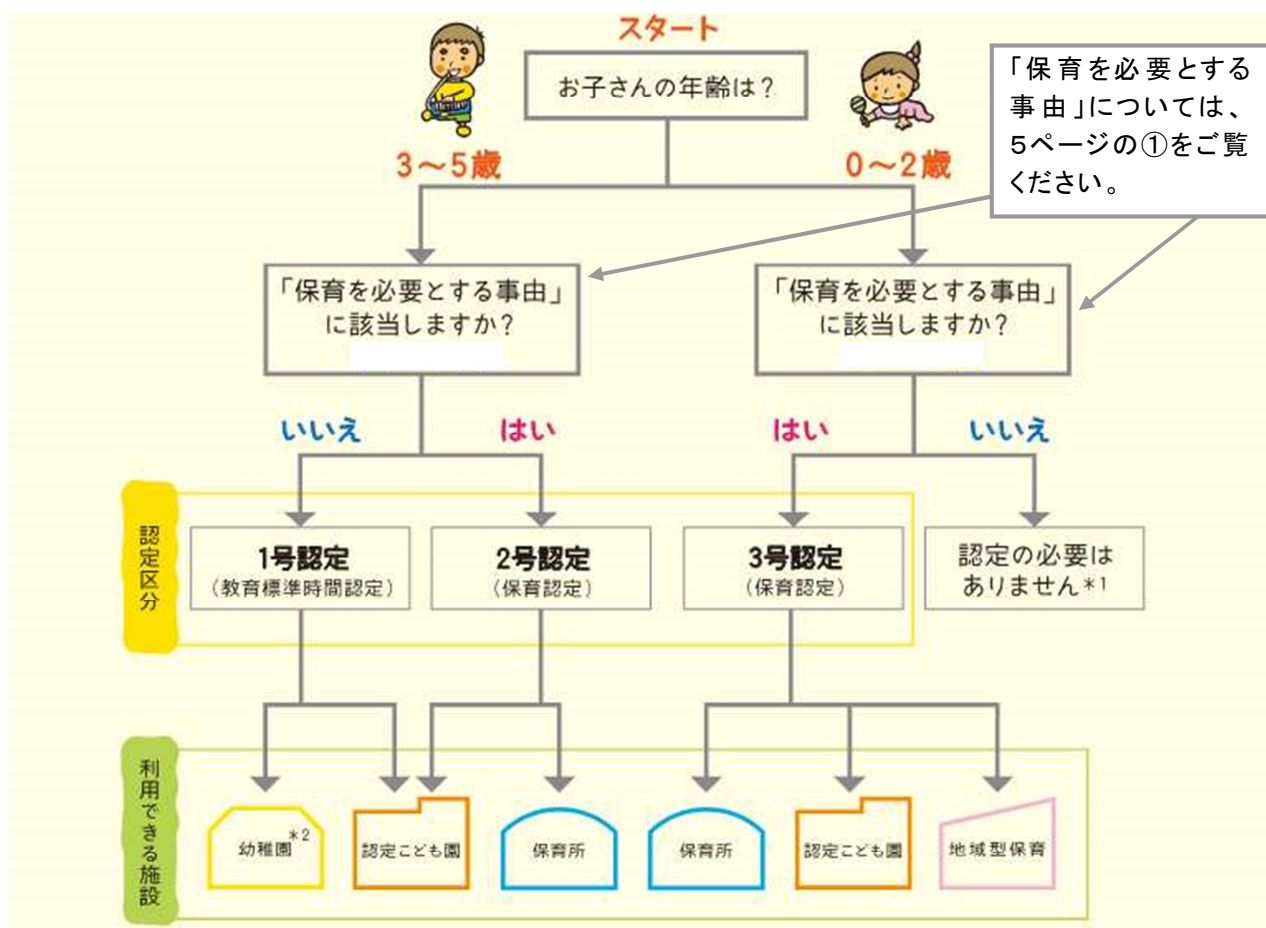 スタート
お子さんの年齢は？
「保育を必要とする
事由」については、
5ページの①をご覧
ください。
3～5歳
0～2歳
「保育を必要とする事由」
に該当しますか？
「保育を必要とする事由」
に該当しますか？
いいえ
はい
はい
いいえ
認定区分
1号認定
（教育標準時間認定）
2号認定
（保育認定）
3号認定
（保育認定）
認定の必要は
ありません*1
利用できる施設
幼稚園*2
認定こども園
保育所
保育所
認定こども園
地域型保育